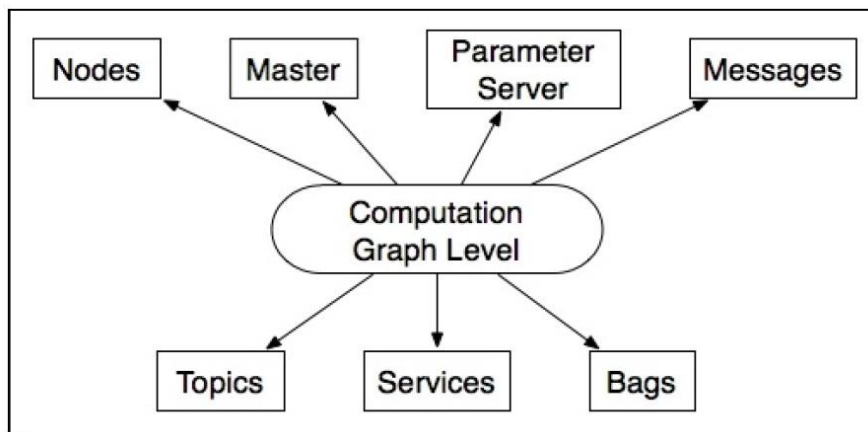 Nodes
Master
Parameter
Server
Messages
Computation
Graph Level
Topics
Services
Bags